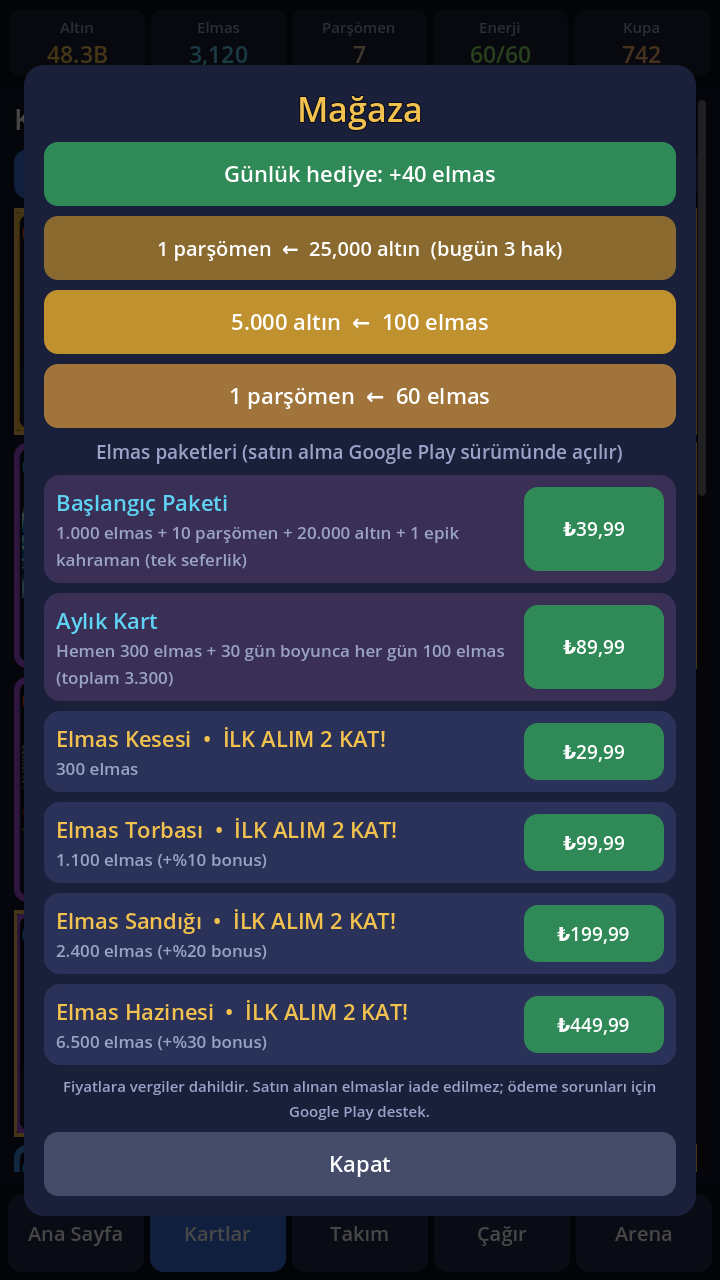 Altın Elmas Parşömen Enerji Kupa
48.3B 3,120 7 60/60 742
Mağaza
Günlük hediye: +40 elmas
1 parşömen ← 25,000 altın (bugün 3 hak)
5.000 altın ← 100 elmas
1 parşömen ← 60 elmas
Elmas paketleri (satın alma Google Play sürümünde açılır)
Başlangıç Paketi
1.000 elmas + 10 parşömen + 20.000 altın + 1 epik
kahraman (tek seferlik)
₺39,99
Aylık Kart
Hemen 300 elmas + 30 gün boyunca her gün 100 elmas
(toplam 3.300)
₺89,99
Elmas Kesesi • İLK ALIM 2 KAT!
300 elmas
₺29,99
Elmas Torbası • İLK ALIM 2 KAT!
1.100 elmas (+%10 bonus)
₺99,99
Elmas Sandığı • İLK ALIM 2 KAT!
2.400 elmas (+%20 bonus)
₺199,99
Elmas Hazinesi • İLK ALIM 2 KAT!
6.500 elmas (+%30 bonus)
₺449,99
Fiyatlara vergiler dahildir. Satın alınan elmaslar iade edilmez; ödeme sorunları için
Google Play destek.
Kapat
Ana Sayfa Kartlar Takım Çağır Arena